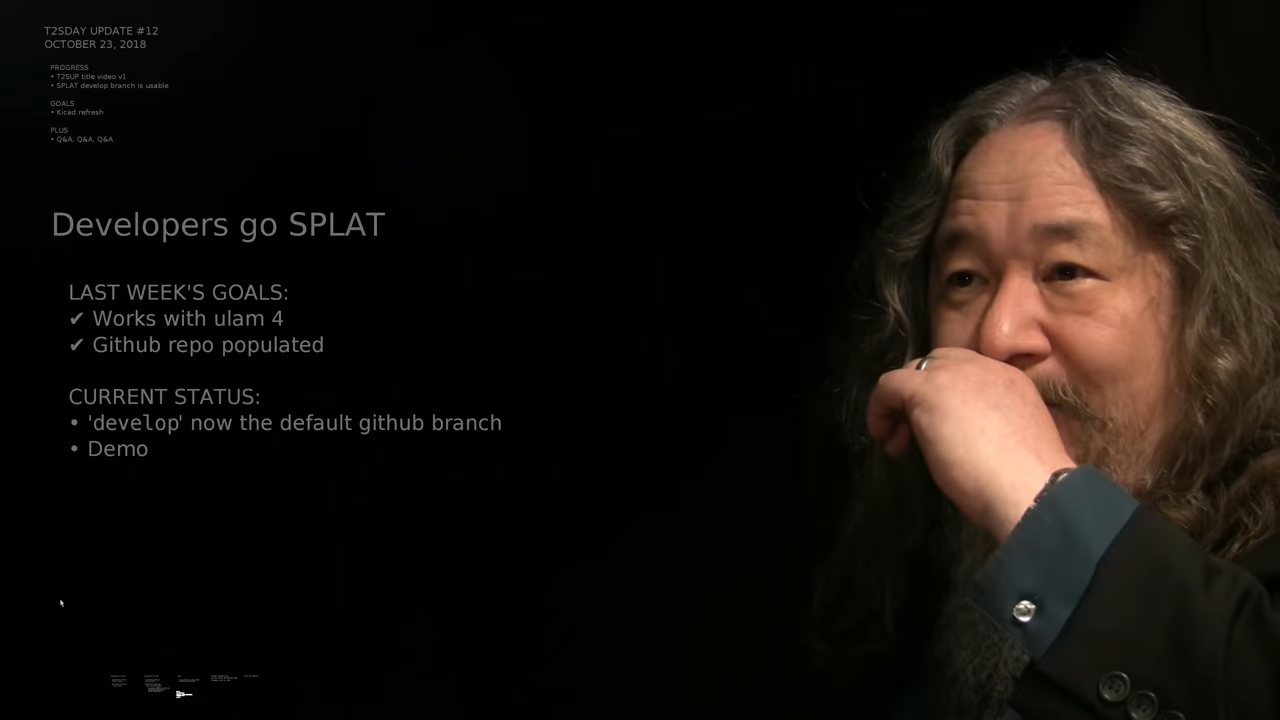 T2SDAY UPDATE #12
OCTOBER 23, 2018
PROGRESS
• T2SUP title video v1
• SPLAT develop branch is usable
GOALS
• Kicad refresh
PLUS
• Q&A, Q&A, Q&A
Developers go SPLAT
LAST WEEK'S GOALS:
✔ Works with ulam 4
✔ Github repo populated
CURRENT STATUS:
• 'develop' now the default github branch
• Demo